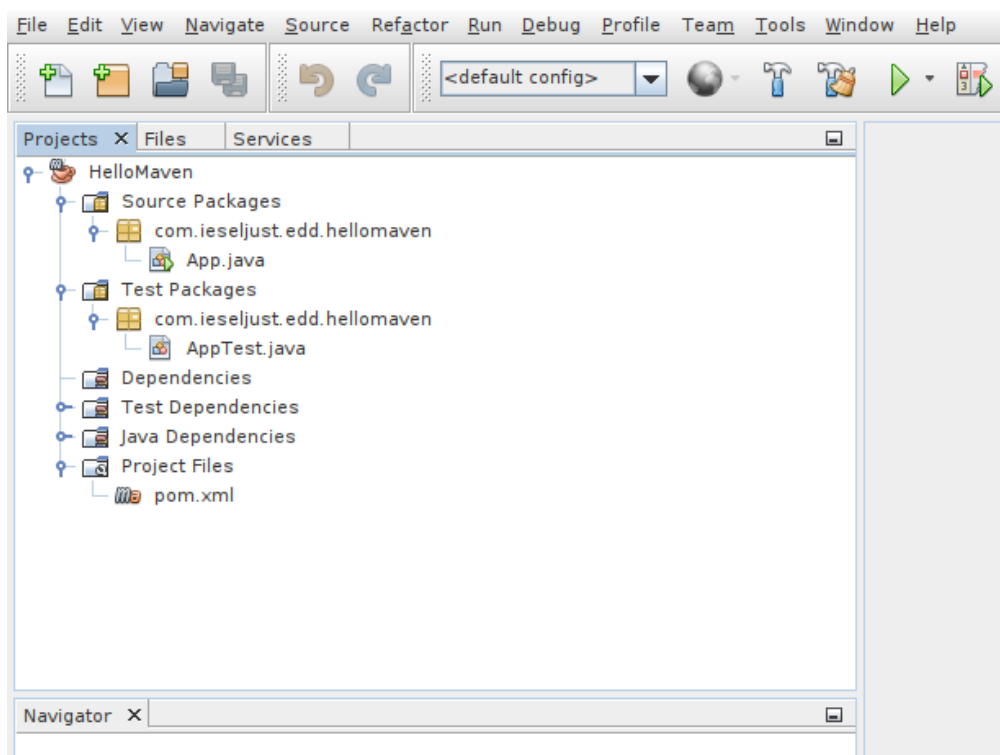 File Edit View Navigate Source Refactor Run Debug Profile Team Tools Window Help
<default config>
Projects Files Services
HelloMaven
Source Packages
com.ieseljust.edd.hellomaven
App.java
Test Packages
com.ieseljust.edd.hellomaven
AppTest.java
Dependencies
Test Dependencies
Java Dependencies
Project Files
pom.xml
Navigator